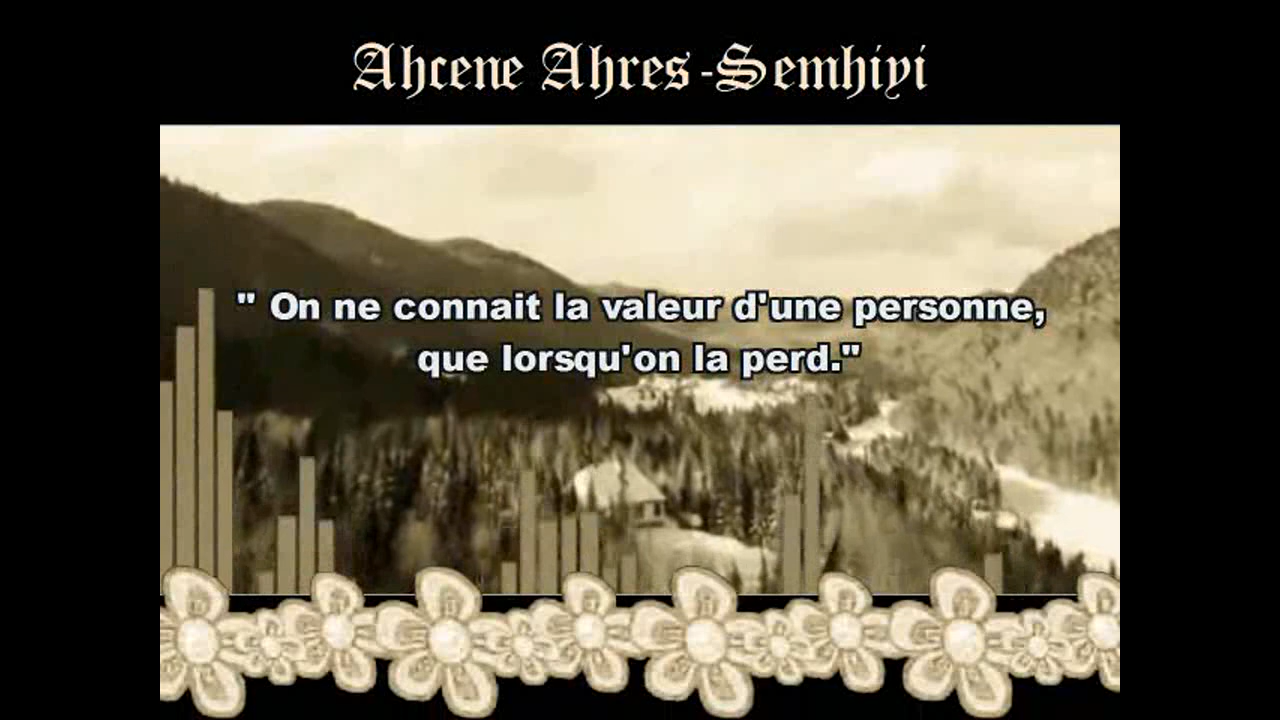 Ahcene Ahres -Semhiyi
" On ne connait la valeur d'une personne,
que lorsqu'on la perd."